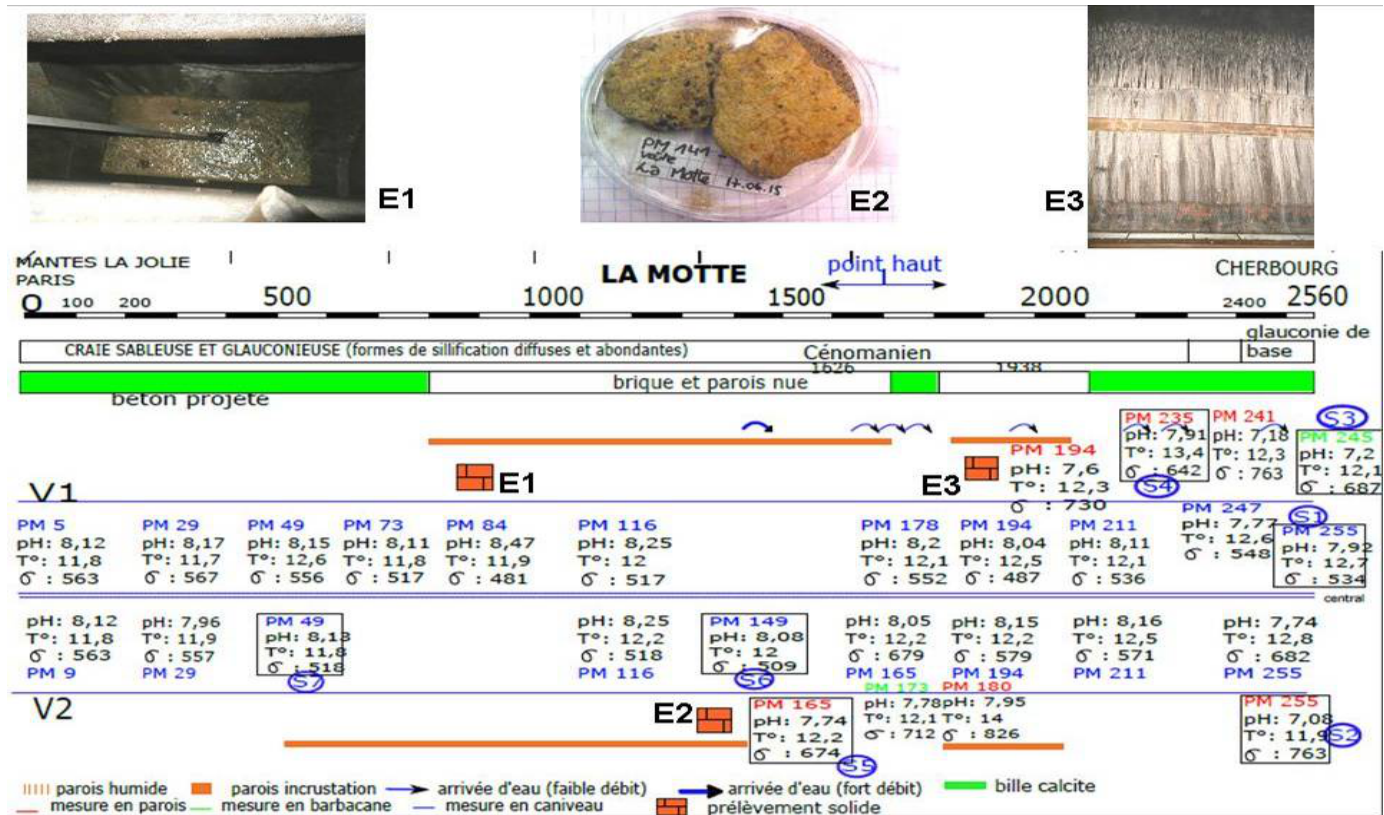 E1
PM 141 -
voute
La Motte 17.06.15
E2
E3
MANTES LA JOLIE
PARIS
LA MOTTE
point haut
CHERBOURG
0 100 200 500 1000 1500 2000 2400 2560
CRAIE SABLEUSE ET GLAUCONIEUSE (formes de sillification diffuses et abondantes)
Cénomanien
glauconie de
base
1626
1938
brique et parois nue
beton projeté
E1
E3
PM 194
pH: 7,6
T°: 12,3
σ : 730
PM 235
pH: 7,91
T°: 13,4
σ : 642
S4
PM 241
pH: 7,18
T°: 12,3
σ : 763
S3
PM 245
pH: 7,2
T°: 12,1
σ : 687
V1
PM 5
pH: 8,12
T°: 11,8
σ : 563
PM 29
pH: 8,17
T°: 11,7
σ : 567
PM 49
pH: 8,15
T°: 12,6
σ : 556
PM 73
pH: 8,11
T°: 11,8
σ : 517
PM 84
pH: 8,47
T°: 11,9
σ : 481
PM 116
pH: 8,25
T°: 12
σ : 517
PM 178
pH: 8,2
T°: 12,1
σ : 552
PM 194
pH: 8,04
T°: 12,5
σ : 487
PM 211
pH: 8,11
T°: 12,1
σ : 536
PM 247
pH: 7,77
T°: 12,6
σ : 548
S1
PM 255
pH: 7,92
T°: 12,7
σ : 534
central
pH: 8,12
T°: 11,8
σ : 563
PM 9
pH: 7,96
T°: 11,9
σ : 557
PM 29
PM 49
pH: 8,13
T°: 11,8
σ : 518
S7
pH: 8,25
T°: 12,2
σ : 518
PM 116
PM 149
pH: 8,08
T°: 12
σ : 509
S6
pH: 8,05
T°: 12,2
σ : 679
PM 165
pH: 8,15
T°: 12,2
σ : 579
PM 194
pH: 8,16
T°: 12,5
σ : 571
PM 211
pH: 7,74
T°: 12,8
σ : 682
PM 255
V2
E2
PM 165
pH: 7,74
T°: 12,2
σ : 674
S5
PM 173
pH: 7,78
T°: 12,1
σ : 712
PM 180
pH: 7,95
T°: 14
σ : 826
PM 255
pH: 7,08
T°: 11,9
σ : 763
S2
parois humide
parois incrustation
arrivée d'eau (faible débit)
arrivée d'eau (fort débit)
bille calcite
mesure en parois
mesure en barbacane
mesure en caniveau
prélèvement solide